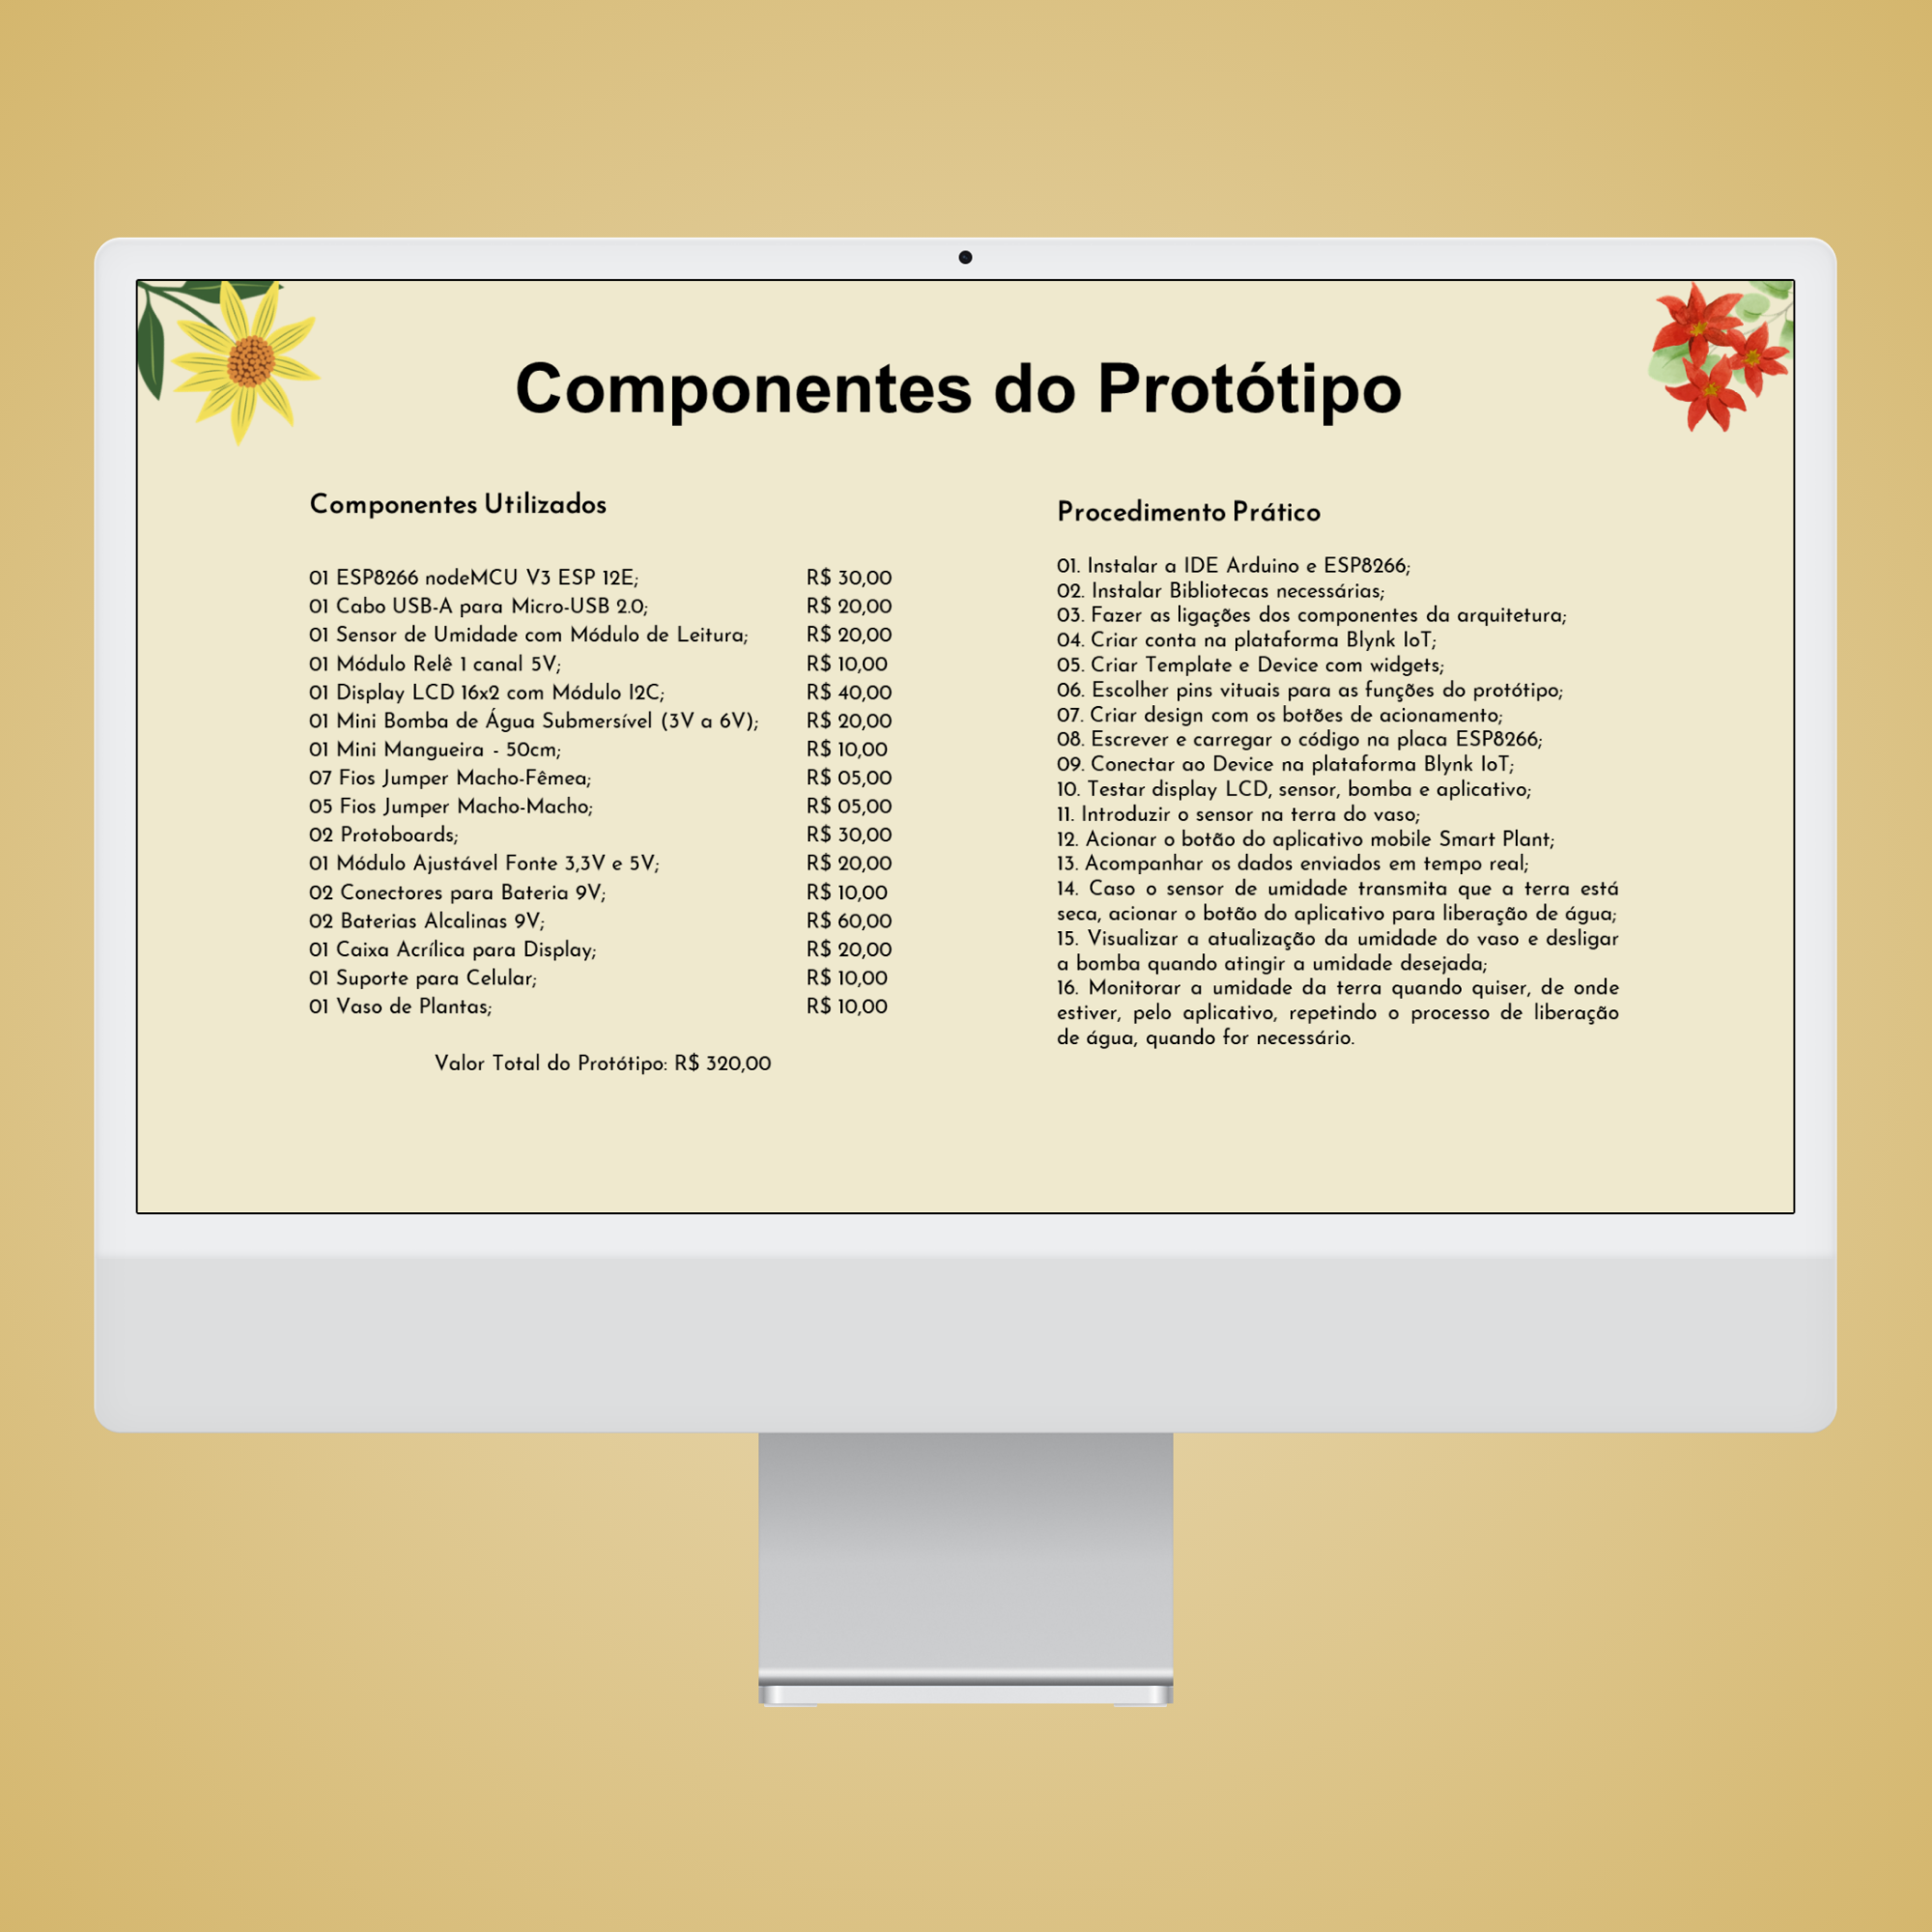 Componentes do Protótipo
Componentes Utilizados
01 ESP8266 nodeMCU V3 ESP 12E; R$ 30,00
01 Cabo USB-A para Micro-USB 2.0; R$ 20,00
01 Sensor de Umidade com Módulo de Leitura; R$ 20,00
01 Módulo Relê 1 canal 5V; R$ 10,00
01 Display LCD 16x2 com Módulo I2C; R$ 40,00
01 Mini Bomba de Água Submersível (3V a 6V); R$ 20,00
01 Mini Mangueira - 50cm; R$ 10,00
07 Fios Jumper Macho-Fêmea; R$ 05,00
05 Fios Jumper Macho-Macho; R$ 05,00
02 Protoboards; R$ 30,00
01 Módulo Ajustável Fonte 3,3V e 5V; R$ 20,00
02 Conectores para Bateria 9V; R$ 10,00
02 Baterias Alcalinas 9V; R$ 60,00
01 Caixa Acrílica para Display; R$ 20,00
01 Suporte para Celular; R$ 10,00
01 Vaso de Plantas; R$ 10,00
Valor Total do Protótipo: R$ 320,00
Procedimento Prático
01. Instalar a IDE Arduino e ESP8266;
02. Instalar Bibliotecas necessárias;
03. Fazer as ligações dos componentes da arquitetura;
04. Criar conta na plataforma Blynk IoT;
05. Criar Template e Device com widgets;
06. Escolher pins vituais para as funções do protótipo;
07. Criar design com os botões de acionamento;
08. Escrever e carregar o código na placa ESP8266;
09. Conectar ao Device na plataforma Blynk IoT;
10. Testar display LCD, sensor, bomba e aplicativo;
11. Introduzir o sensor na terra do vaso;
12. Acionar o botão do aplicativo mobile Smart Plant;
13. Acompanhar os dados enviados em tempo real;
14. Caso o sensor de umidade transmita que a terra está
seca, acionar o botão do aplicativo para liberação de água;
15. Visualizar a atualização da umidade do vaso e desligar
a bomba quando atingir a umidade desejada;
16. Monitorar a umidade da terra quando quiser, de onde
estiver, pelo aplicativo, repetindo o processo de liberação
de água, quando for necessário.